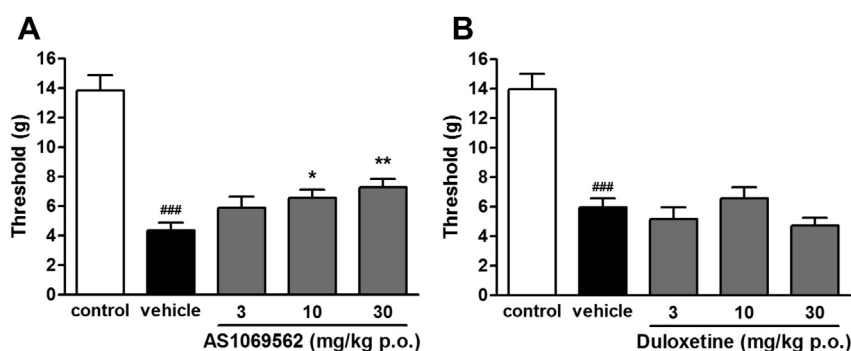 A
Threshold (g)
16
14
12
10
8
6
4
2
0
###
*
**
control vehicle 3 10 30
AS1069562 (mg/kg p.o.)
B
Threshold (g)
16
14
12
10
8
6
4
2
0
###
control vehicle 3 10 30
Duloxetine (mg/kg p.o.)